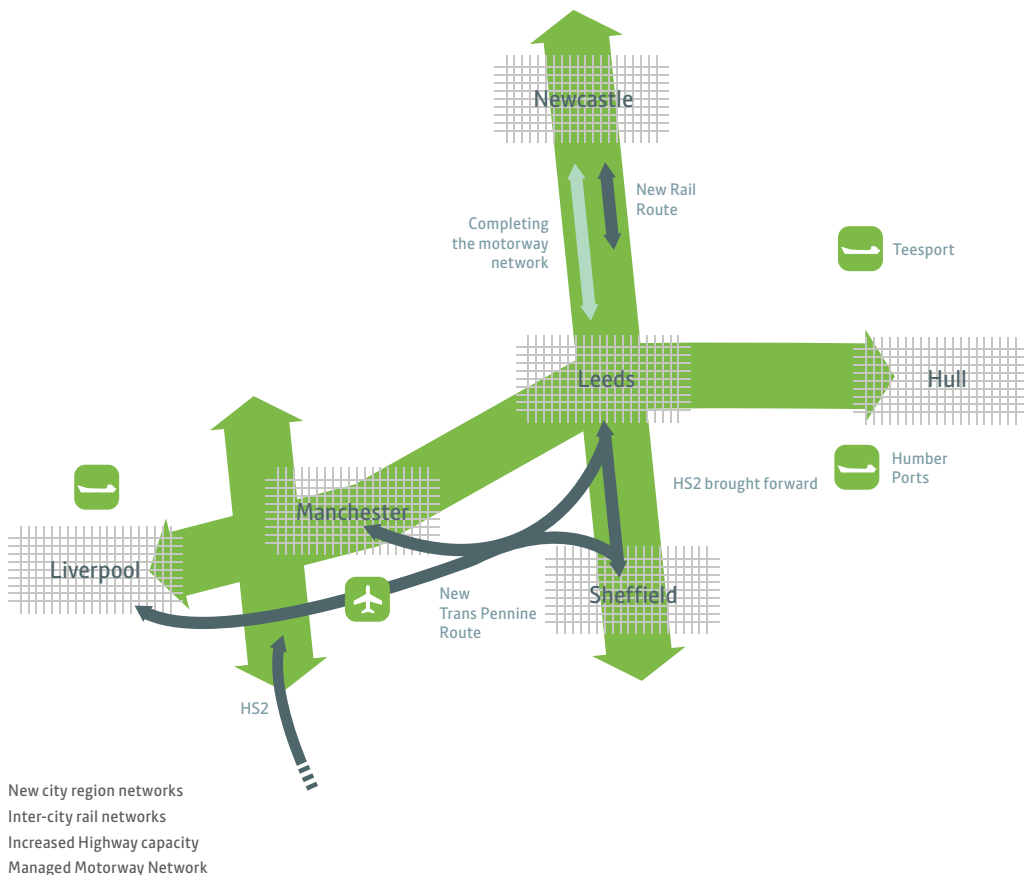 Newcastle
New Rail
Route
Completing
the motorway
network
Teesport
Leeds
Hull
Humber
Ports
HS2 brought forward
Manchester
Liverpool
New
Trans Pennine
Route
Sheffield
HS2
New city region networks
Inter-city rail networks
Increased Highway capacity
Managed Motorway Network